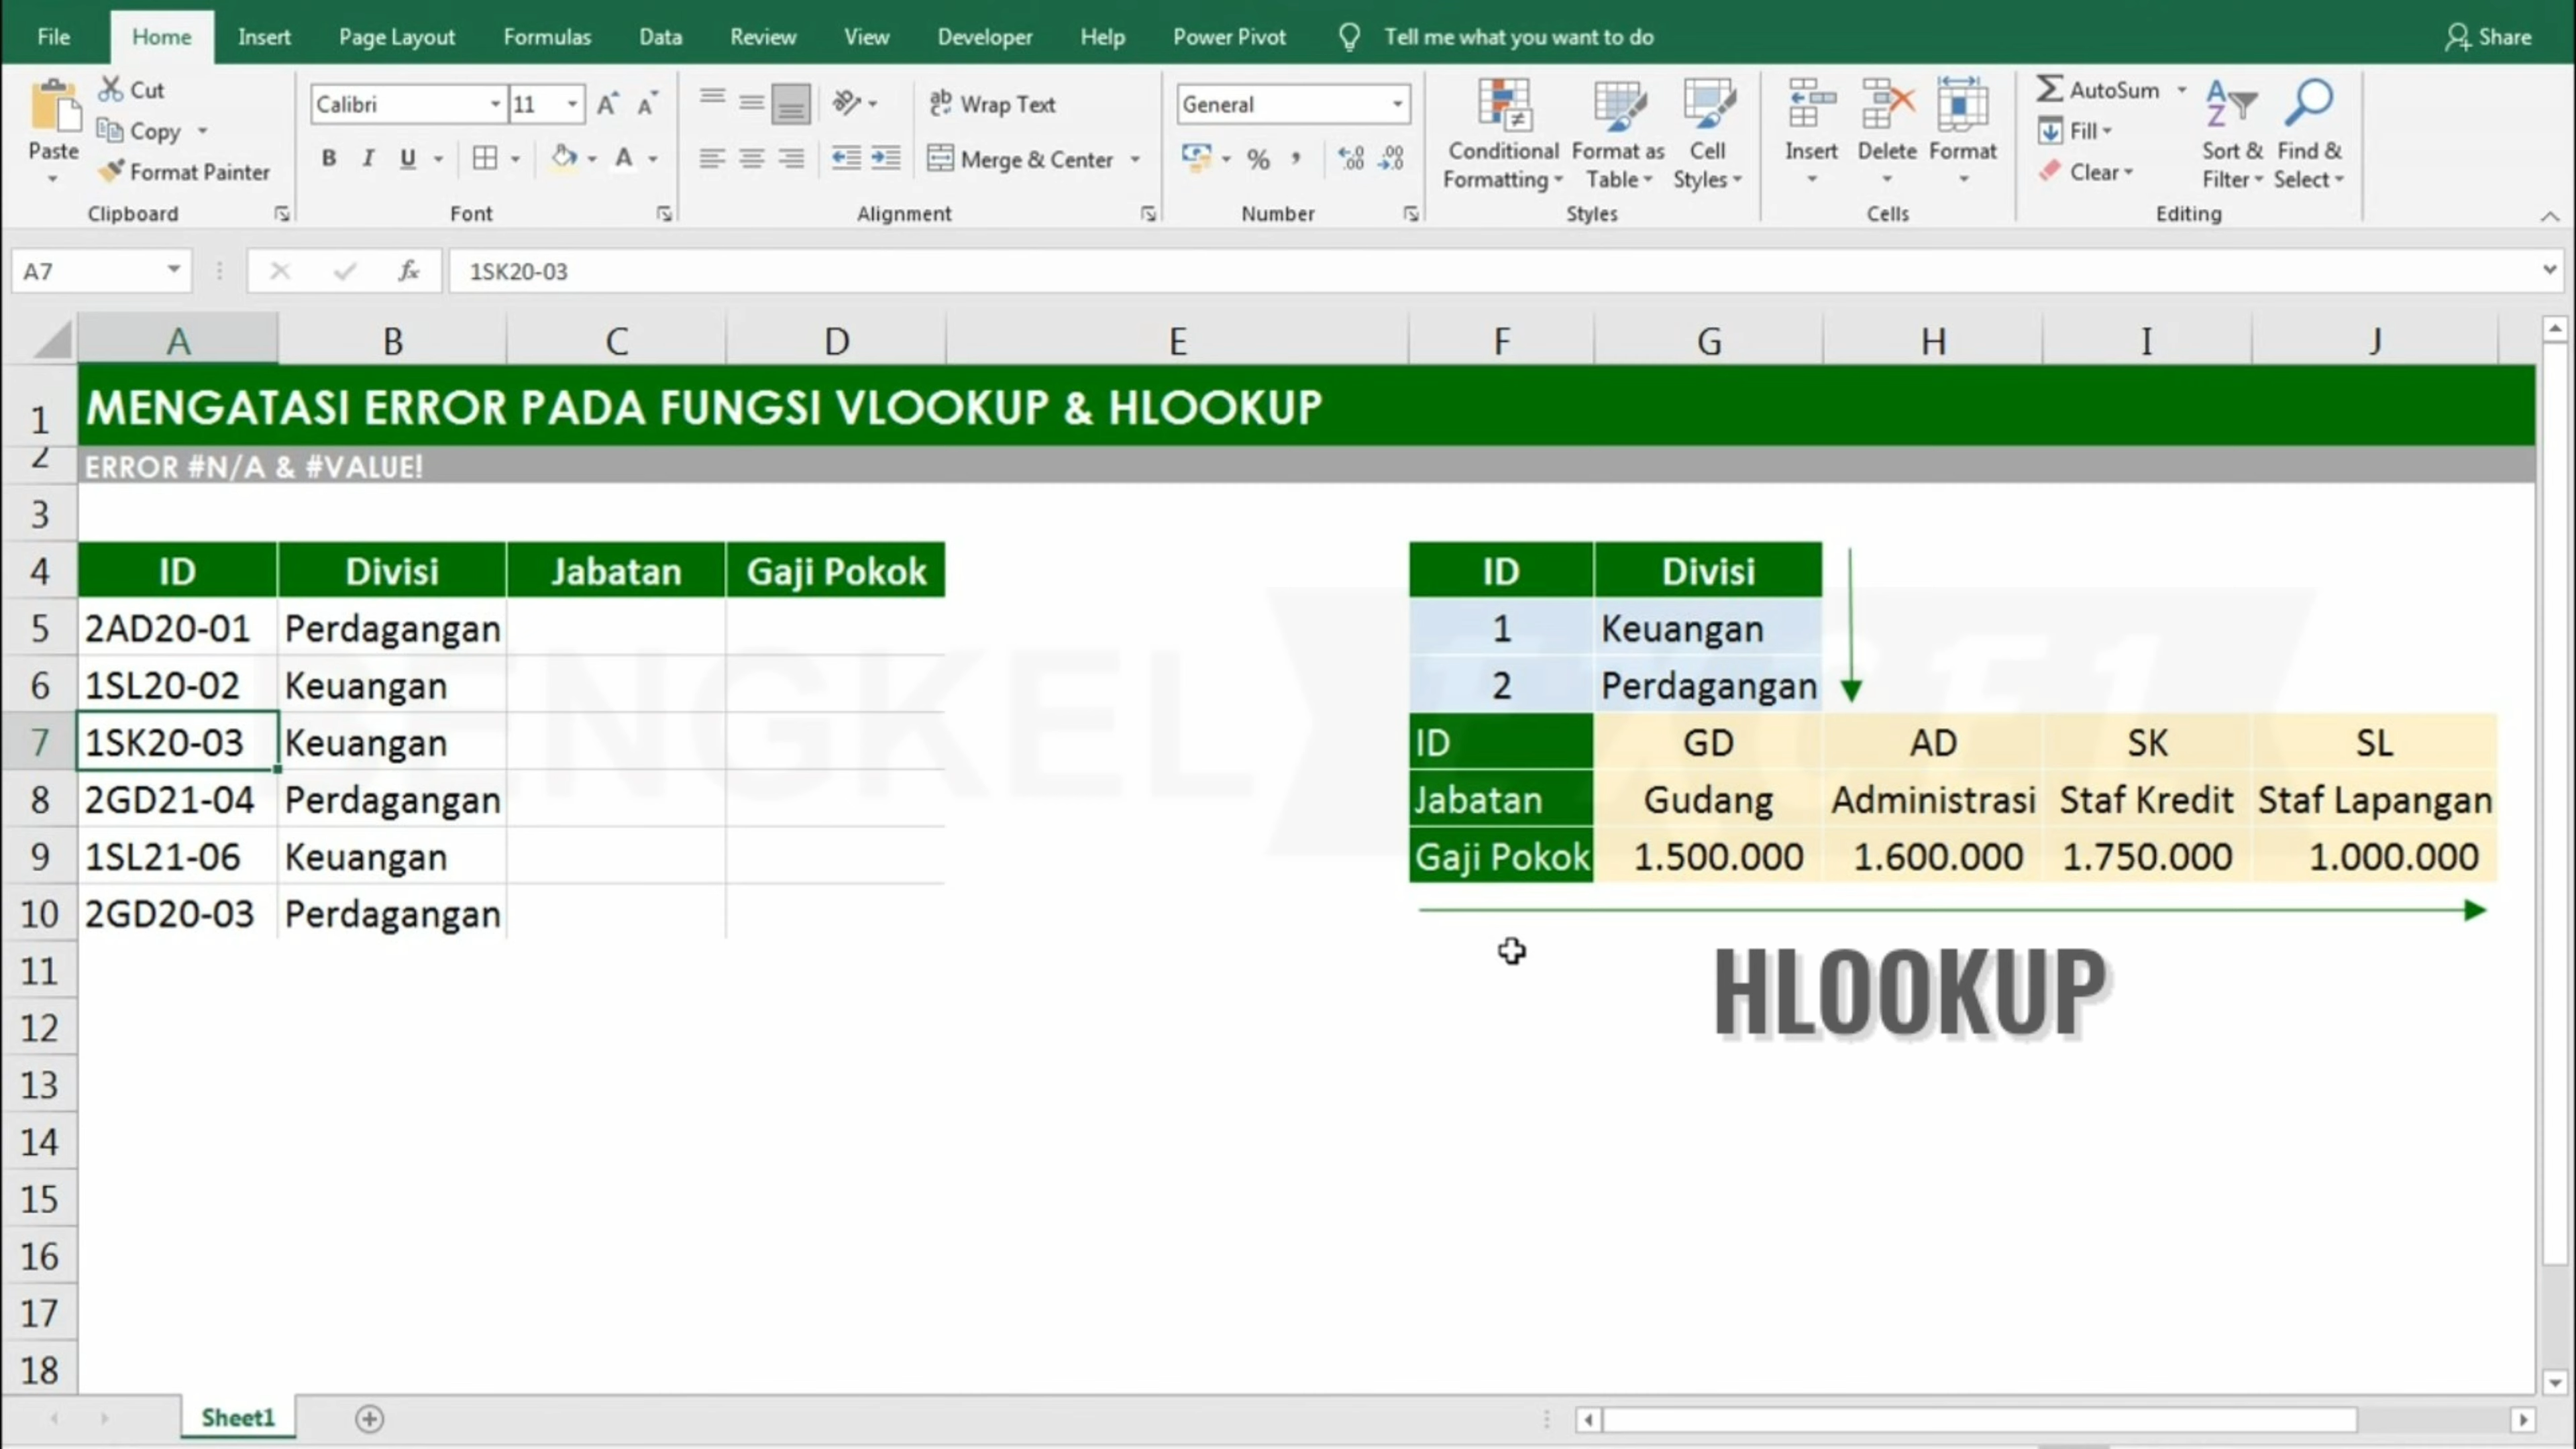 File Home Insert Page Layout Formulas Data Review View Developer Help Power Pivot Tell me what you want to do Share
Paste
Cut
Copy
Format Painter
Clipboard
Calibri 11
B I U
Font
Wrap Text
Merge & Center
Alignment
General
%
Number
Conditional Formatting
Format as Table
Cell Styles
Styles
Insert Delete Format
Cells
AutoSum
Fill
Clear
Sort & Filter
Find & Select
Editing
A7 fx 1SK20-03
A B C D E F G H I J
1 MENGATASI ERROR PADA FUNGSI VLOOKUP & HLOOKUP
2 ERROR #N/A & #VALUE!
3
4 ID Divisi Jabatan Gaji Pokok ID Divisi
5 2AD20-01 Perdagangan 1 Keuangan
6 1SL20-02 Keuangan 2 Perdagangan
7 1SK20-03 Keuangan ID GD AD SK SL
8 2GD21-04 Perdagangan Jabatan Gudang Administrasi Staf Kredit Staf Lapangan
9 1SL21-06 Keuangan Gaji Pokok 1.500.000 1.600.000 1.750.000 1.000.000
10 2GD20-03 Perdagangan
BENGKEL EXCEL
HLOOKUP
11
12
13
14
15
16
17
18
Sheet1